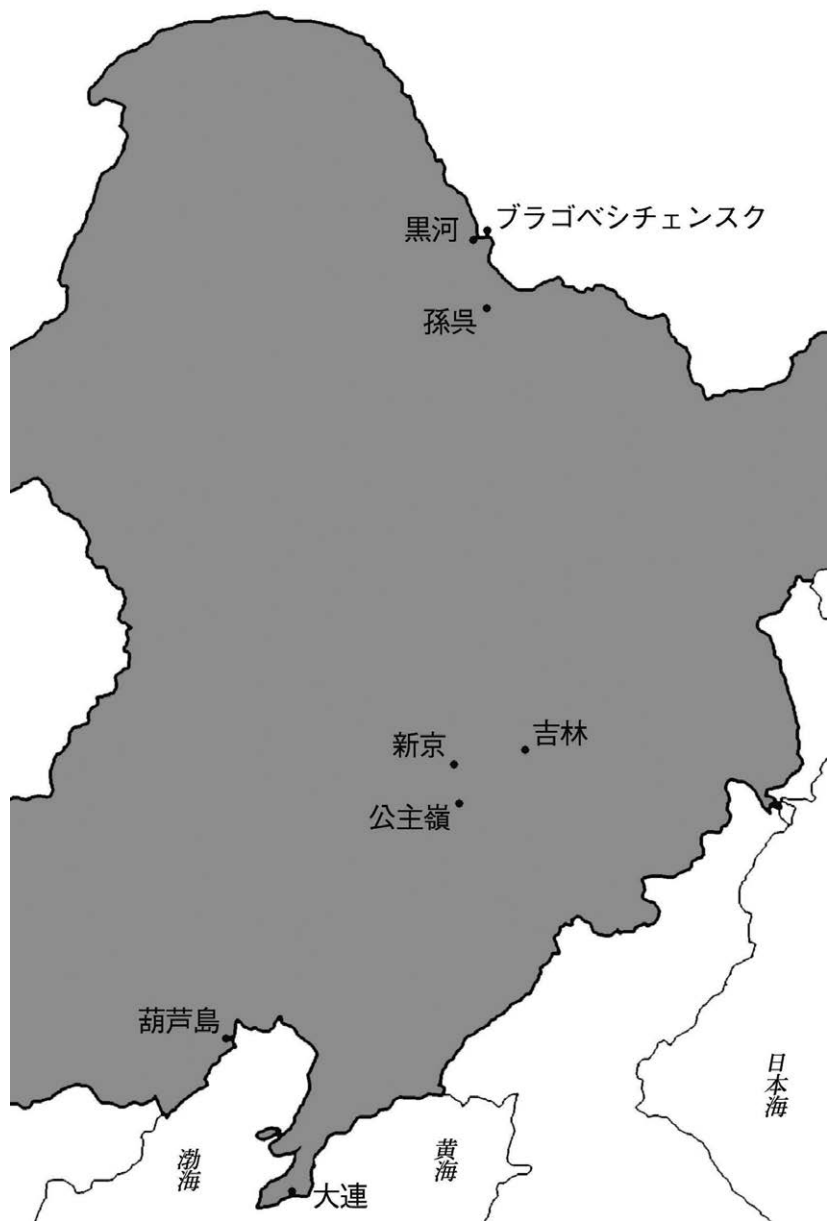 ブラゴベシチェンスク
黒河
孫呉
吉林
新京
公主嶺
葫芦島
日本海
黄海
渤海
大連